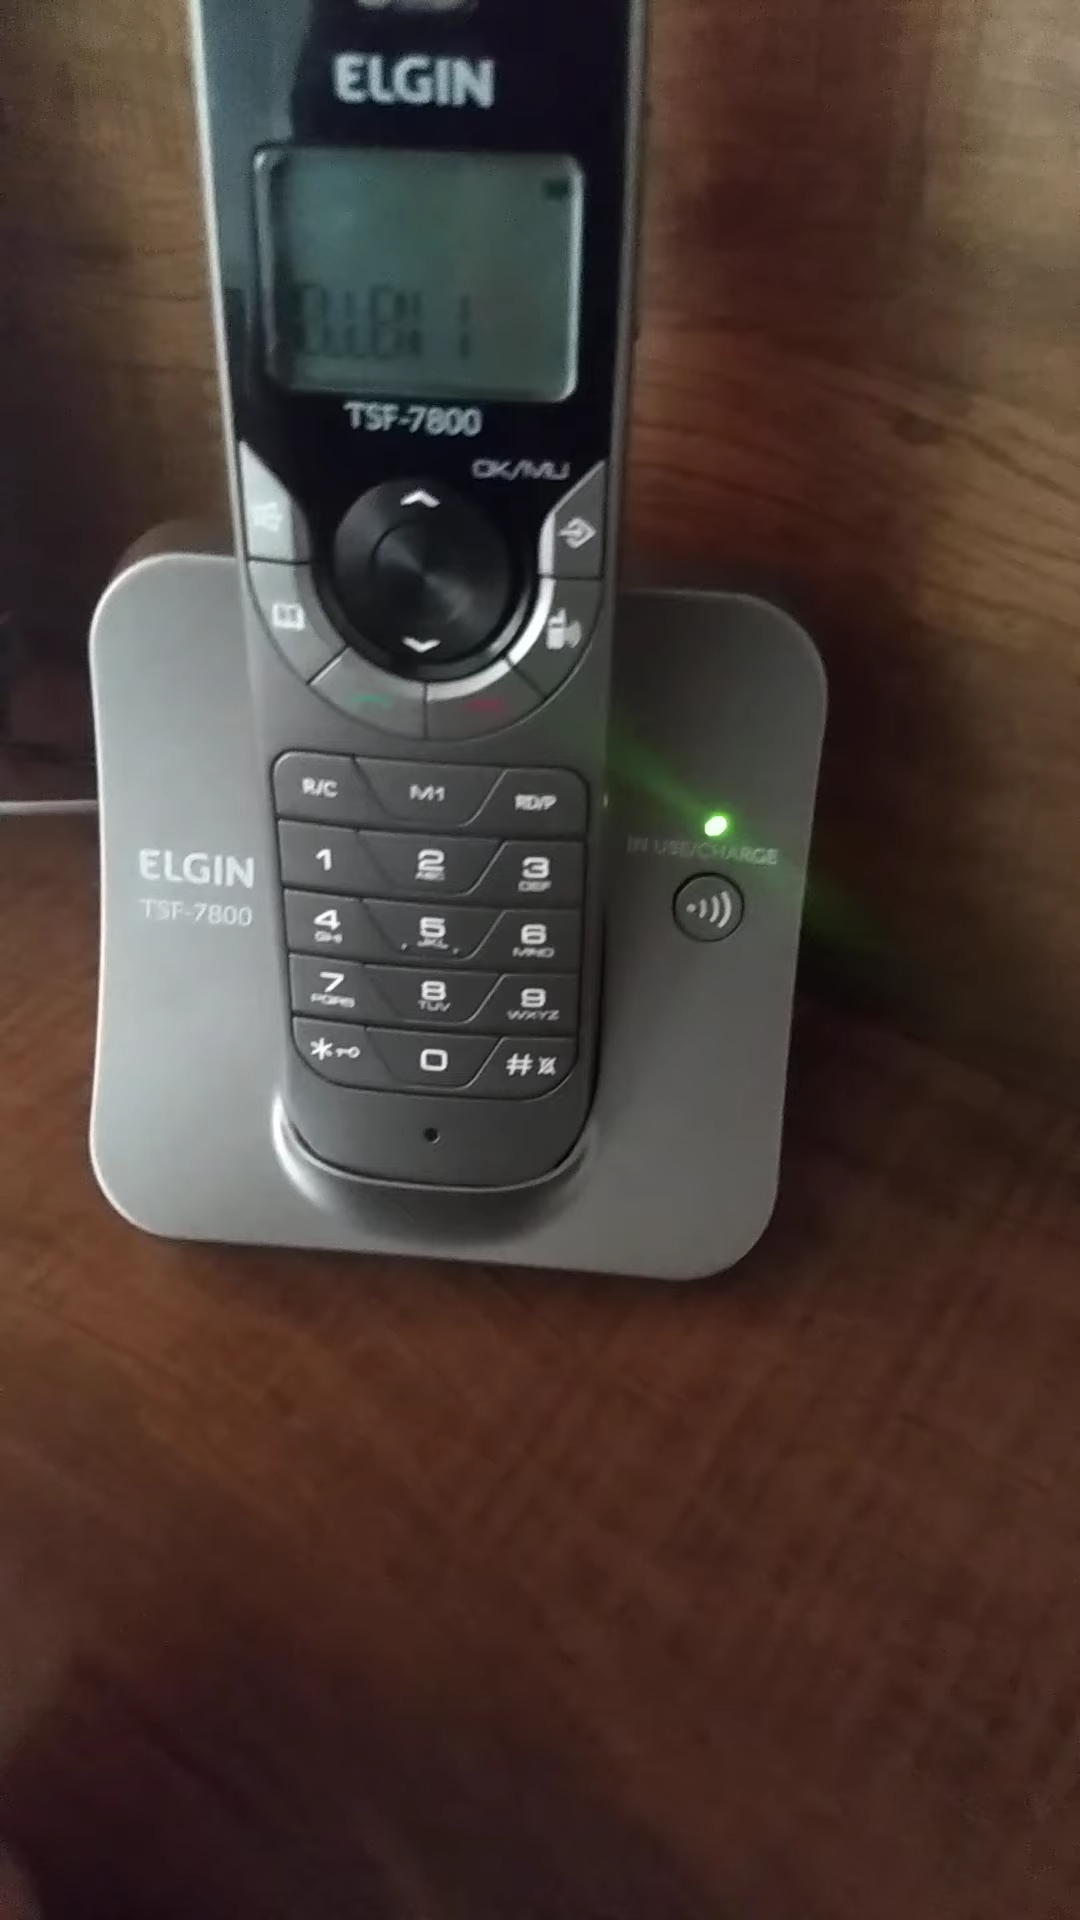 ELGIN
TSF-7800
OK/MU
R/C M1 RD/P
1 2 ABC 3 DEF
4 GHI 5 JKL 6 MNO
7 PQRS 8 TUV 9 WXYZ
* 0 #
ELGIN
TSF-7800
IN USE/CHARGE